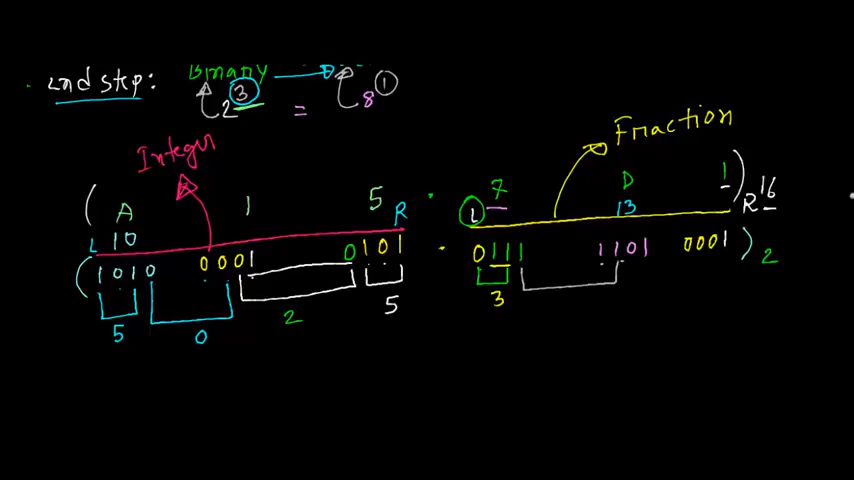 2nd step: Binary
2 3 = 8 1
Integer Fraction
( A 1 5 . 7 D 1 ) 16
L 10 R L 13 R
( 1010 0001 0101 . 0111 1101 0001 ) 2
5 0 2 5 3